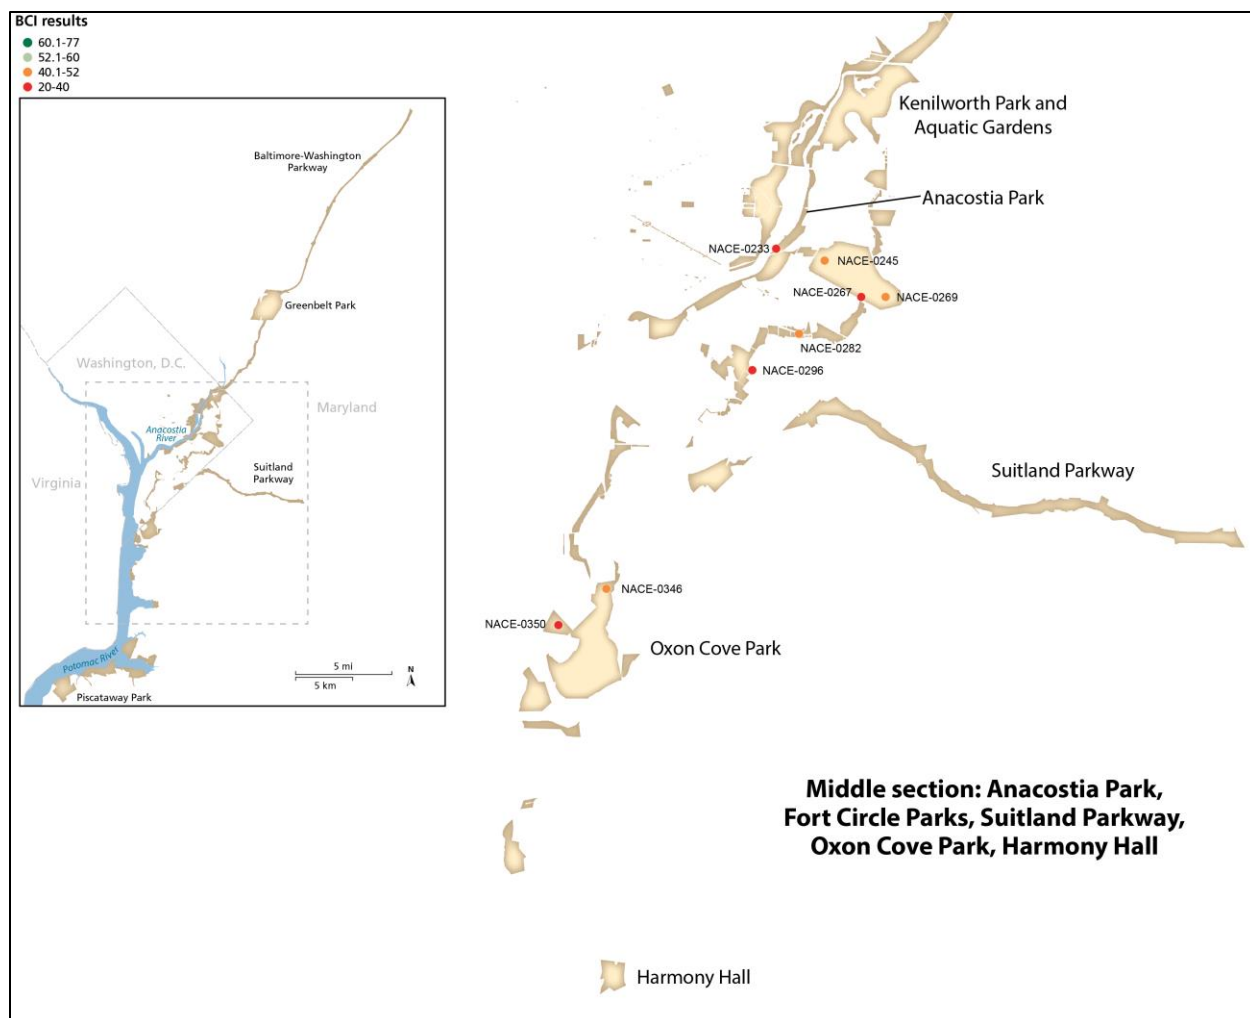 BCI results
60.1-77
52.1-60
40.1-52
20-40
Baltimore-Washington
Parkway
Greenbelt Park
Washington, D.C.
Maryland
Anacostia
River
Virginia
Suitland
Parkway
5 mi
5 km
N
Potomac River
Piscataway Park
Kenilworth Park and
Aquatic Gardens
Anacostia Park
NACE-0233
NACE-0245
NACE-0267
NACE-0269
NACE-0282
NACE-0296
Suitland Parkway
NACE-0346
NACE-0350
Oxon Cove Park
Middle section: Anacostia Park,
Fort Circle Parks, Suitland Parkway,
Oxon Cove Park, Harmony Hall
Harmony Hall